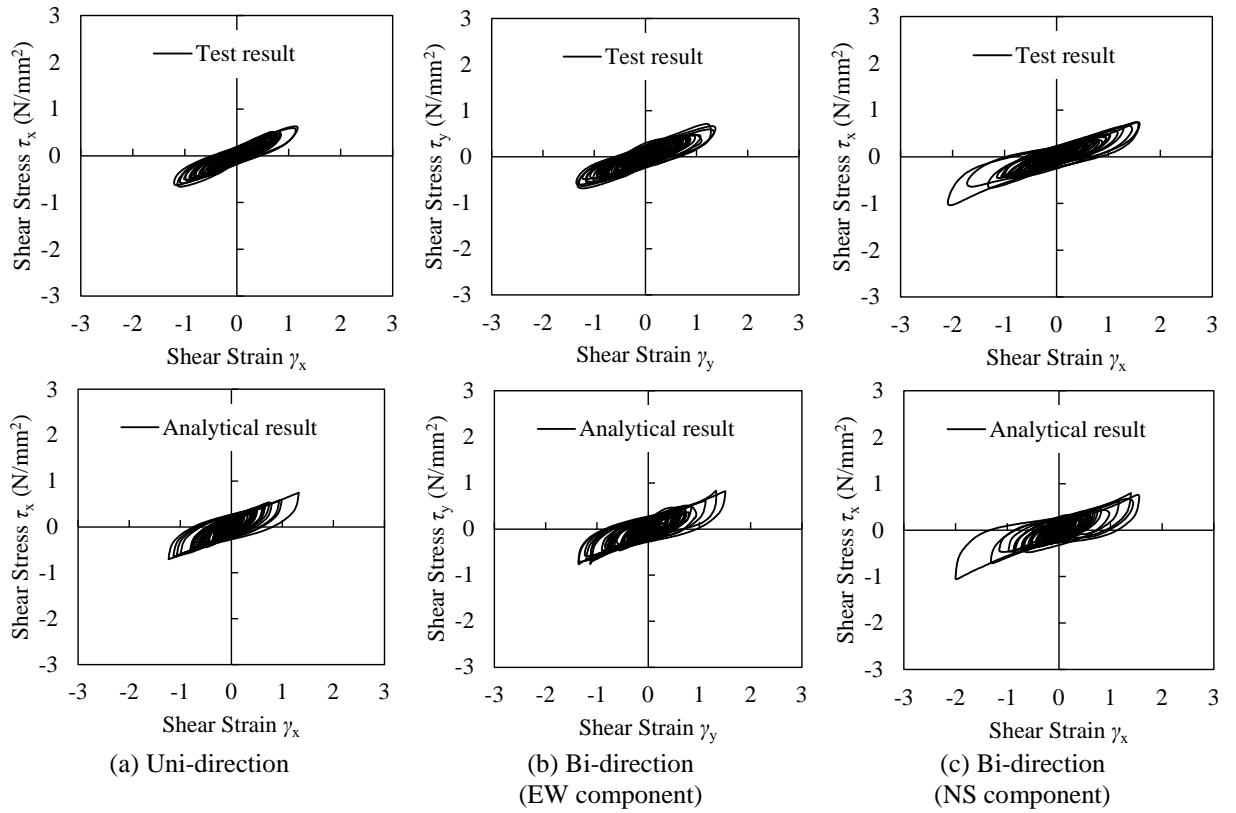 3
2
1
0
-1
-2
-3
-3 -2 -1 0 1 2 3
Shear Stress τx (N/mm²)
Shear Strain γx
Test result
3
2
1
0
-1
-2
-3
-3 -2 -1 0 1 2 3
Shear Stress τy (N/mm²)
Shear Strain γy
Test result
3
2
1
0
-1
-2
-3
-3 -2 -1 0 1 2 3
Shear Stress τx (N/mm²)
Shear Strain γx
Test result
3
2
1
0
-1
-2
-3
-3 -2 -1 0 1 2 3
Shear Stress τx (N/mm²)
Shear Strain γx
Analytical result
(a) Uni-direction
3
2
1
0
-1
-2
-3
-3 -2 -1 0 1 2 3
Shear Stress τy (N/mm²)
Shear Strain γy
Analytical result
(b) Bi-direction
(EW component)
3
2
1
0
-1
-2
-3
-3 -2 -1 0 1 2 3
Shear Stress τx (N/mm²)
Shear Strain γx
Analytical result
(c) Bi-direction
(NS component)